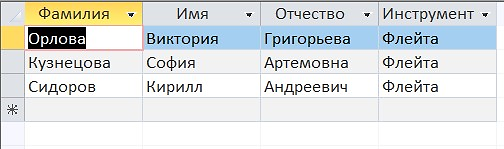 Фамилия Имя Отчество Инструмент
Орлова Виктория Григорьева Флейта
Кузнецова София Артемовна Флейта
Сидоров Кирилл Андреевич Флейта